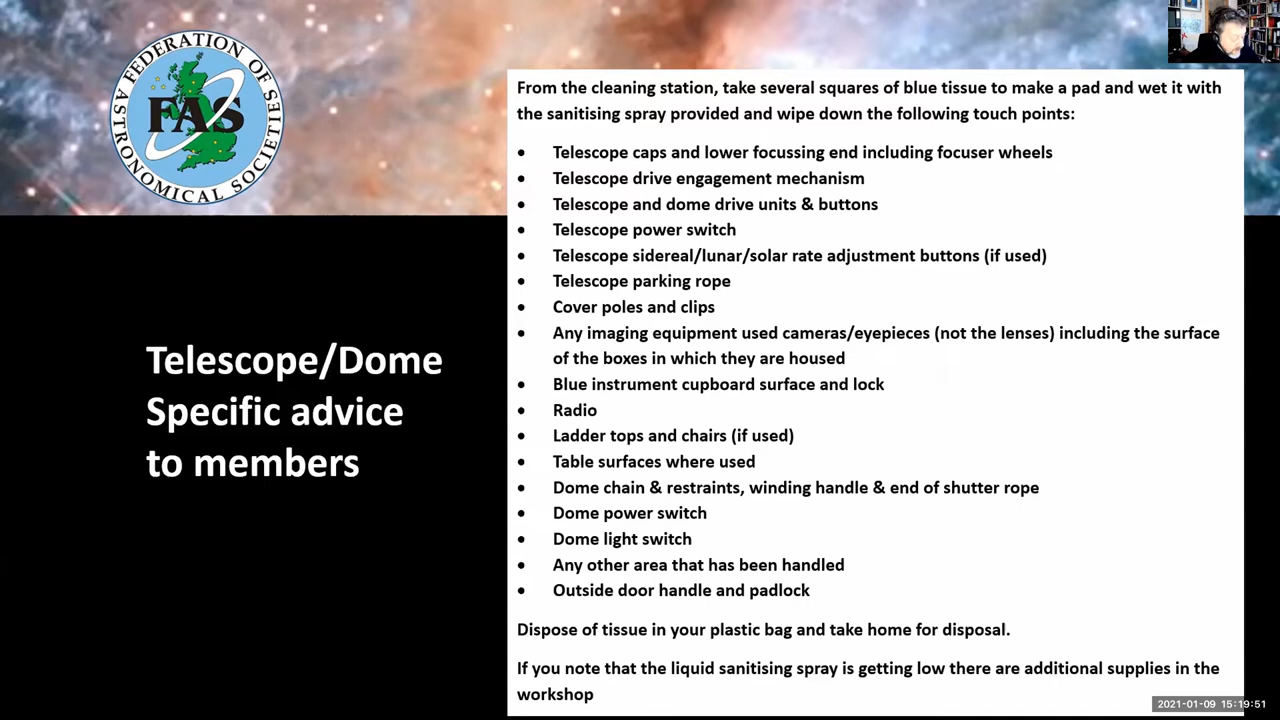 FEDERATION OF
ASTRONOMICAL SOCIETIES
FAS
Telescope/Dome
Specific advice
to members
From the cleaning station, take several squares of blue tissue to make a pad and wet it with
the sanitising spray provided and wipe down the following touch points:
• Telescope caps and lower focussing end including focuser wheels
• Telescope drive engagement mechanism
• Telescope and dome drive units & buttons
• Telescope power switch
• Telescope sidereal/lunar/solar rate adjustment buttons (if used)
• Telescope parking rope
• Cover poles and clips
• Any imaging equipment used cameras/eyepieces (not the lenses) including the surface
of the boxes in which they are housed
• Blue instrument cupboard surface and lock
• Radio
• Ladder tops and chairs (if used)
• Table surfaces where used
• Dome chain & restraints, winding handle & end of shutter rope
• Dome power switch
• Dome light switch
• Any other area that has been handled
• Outside door handle and padlock
Dispose of tissue in your plastic bag and take home for disposal.
If you note that the liquid sanitising spray is getting low there are additional supplies in the
workshop
2021-01-09 15:19:51